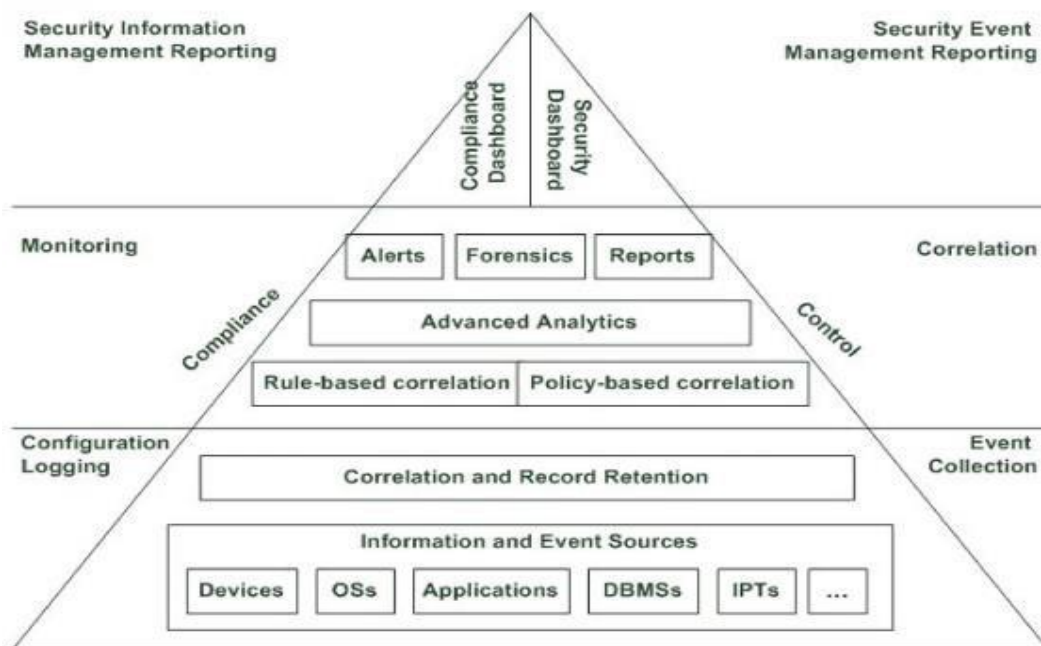 Security Information
Management Reporting
Security Event
Management Reporting
Compliance
Dashboard
Security
Dashboard
Monitoring
Alerts
Forensics
Reports
Correlation
Compliance
Advanced Analytics
Control
Rule-based correlation
Policy-based correlation
Configuration
Logging
Event
Collection
Correlation and Record Retention
Information and Event Sources
Devices
OSs
Applications
DBMSs
IPTs
...